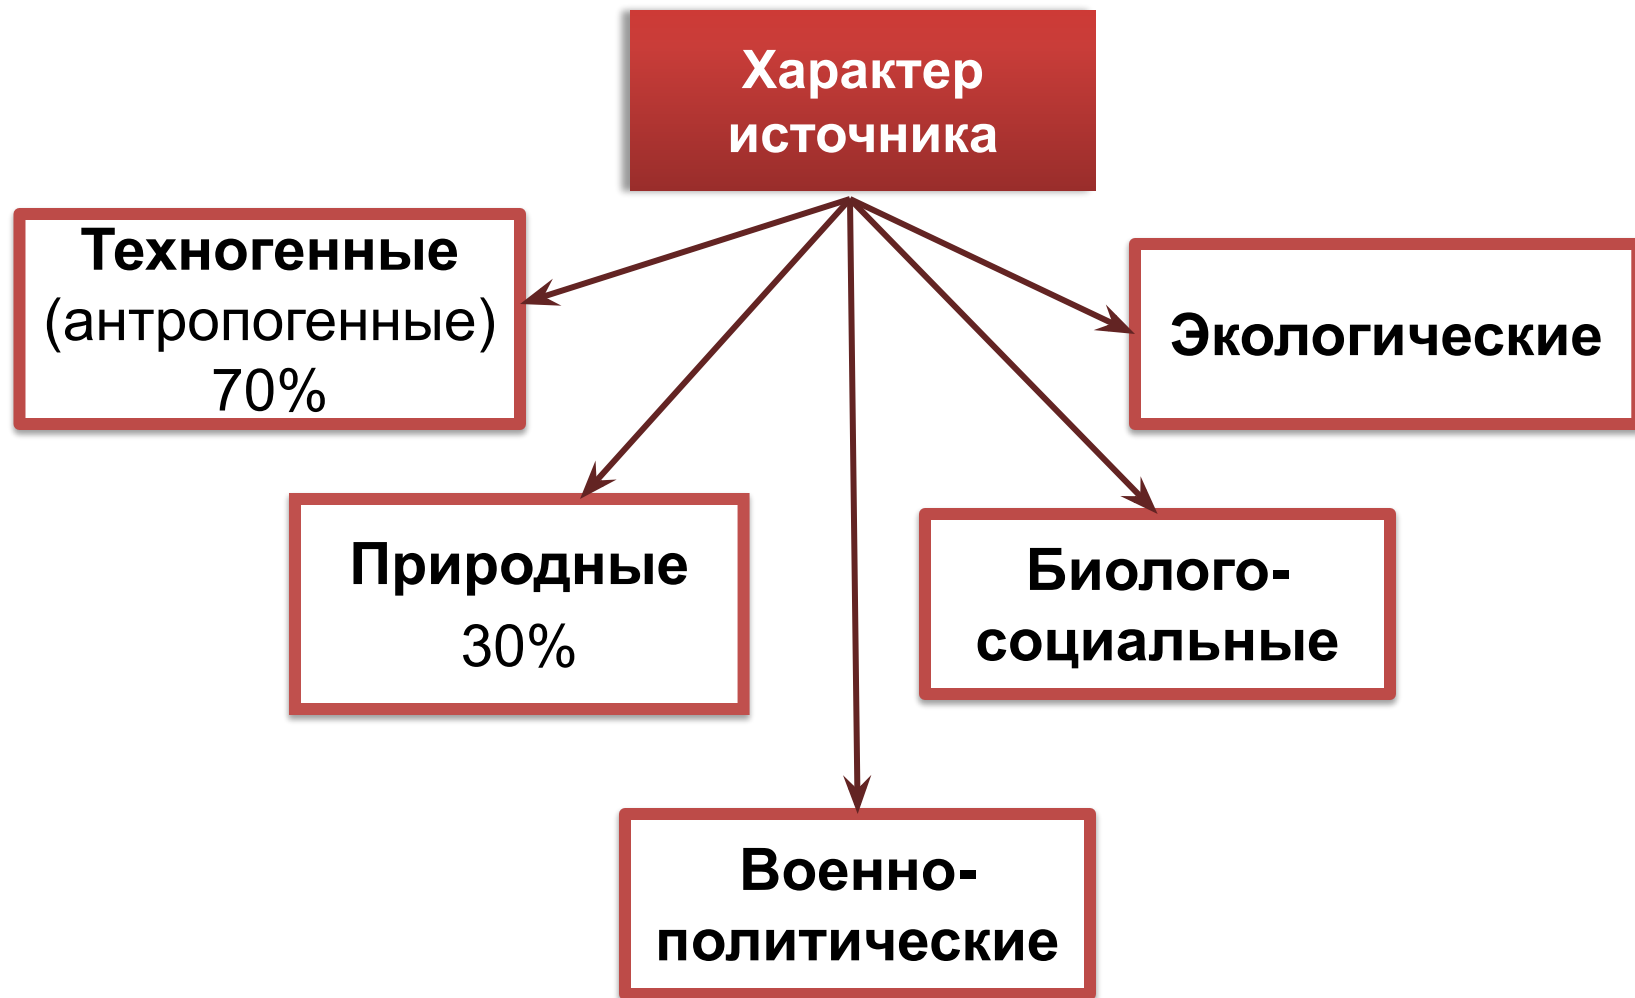 Характер
источника
Техногенные
(антропогенные)
70%
Экологические
Природные
30%
Биолого-
социальные
Военно-
политические